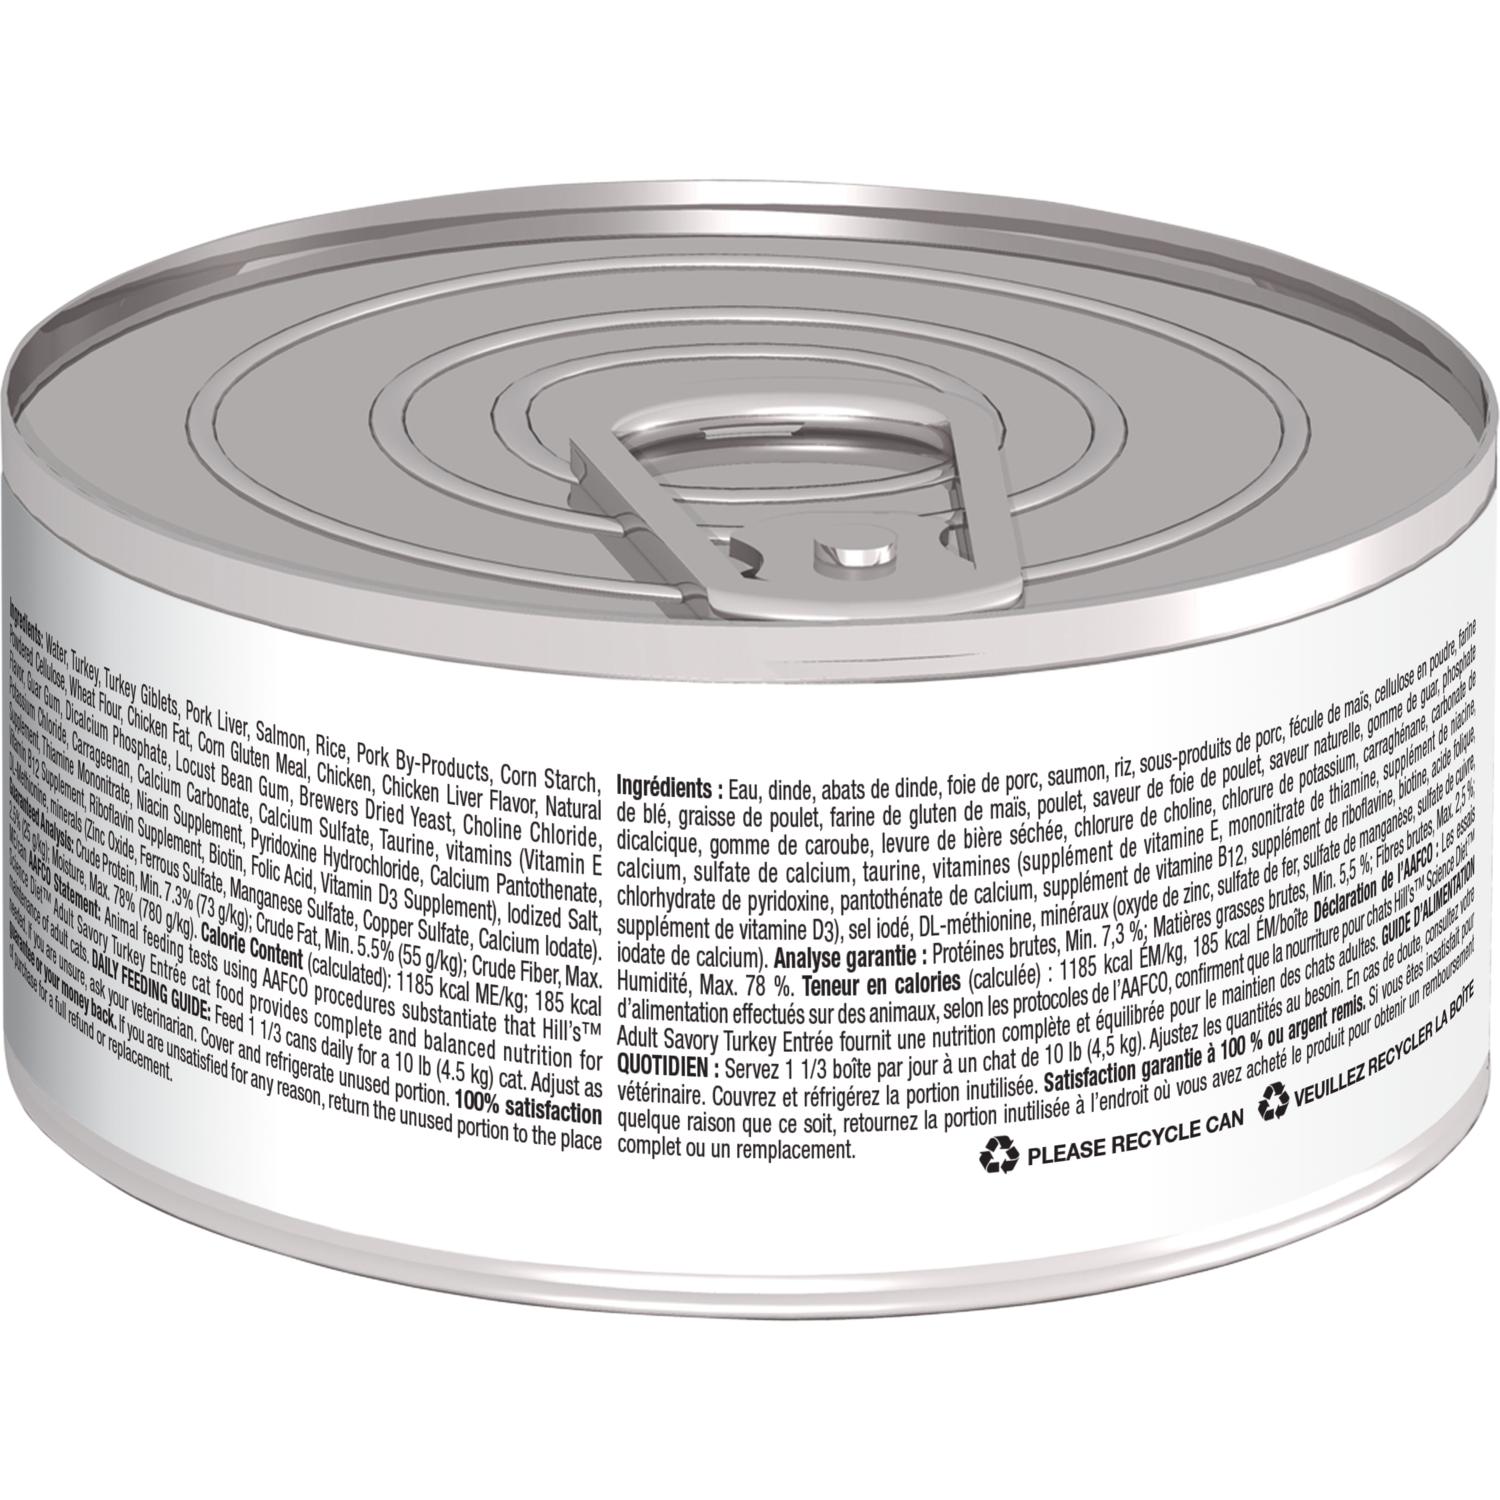 Ingredients: Water, Turkey, Turkey Giblets, Pork Liver, Salmon, Rice, Pork By-Products, Corn Starch,
Powdered Cellulose, Wheat Flour, Chicken Fat, Corn Gluten Meal, Chicken, Chicken Liver Flavor, Natural
Flavor, Guar Gum, Dicalcium Phosphate, Locust Bean Gum, Brewers Dried Yeast, Choline Chloride,
Potassium Chloride, Carrageenan, Calcium Carbonate, Calcium Sulfate, Taurine, vitamins (Vitamin E
Supplement, Thiamine Mononitrate, Niacin Supplement, Pyridoxine Hydrochloride, Calcium Pantothenate,
Vitamin B12 Supplement, Riboflavin Supplement, Biotin, Folic Acid, Vitamin D3 Supplement), Iodized Salt,
DL-Methionine, minerals (Zinc Oxide, Ferrous Sulfate, Manganese Sulfate, Copper Sulfate, Calcium Iodate).
Guaranteed Analysis: Crude Protein, Min. 7.3% (73 g/kg); Crude Fat, Min. 5.5% (55 g/kg); Crude Fiber, Max.
2.5% (25 g/kg); Moisture, Max. 78% (780 g/kg). Calorie Content (calculated): 1185 kcal ME/kg; 185 kcal
ME/can AAFCO Statement: Animal feeding tests using AAFCO procedures substantiate that Hill's™
Science Diet™ Adult Savory Turkey Entrée cat food provides complete and balanced nutrition for
maintenance of adult cats. DAILY FEEDING GUIDE: Feed 1 1/3 cans daily for a 10 lb (4.5 kg) cat. Adjust as
needed. If you are unsure, ask your veterinarian. Cover and refrigerate unused portion. 100% satisfaction
guarantee or your money back. If you are unsatisfied for any reason, return the unused portion to the place
of purchase for a full refund or replacement.
Ingrédients : Eau, dinde, abats de dinde, foie de porc, saumon, riz, sous-produits de porc, fécule de maïs, cellulose en poudre, farine
de blé, graisse de poulet, farine de gluten de maïs, poulet, saveur de foie de poulet, saveur naturelle, gomme de guar, phosphate
dicalcique, gomme de caroube, levure de bière séchée, chlorure de choline, chlorure de potassium, carraghénane, carbonate de
calcium, sulfate de calcium, taurine, vitamines (supplément de vitamine E, mononitrate de thiamine, supplément de niacine,
chlorhydrate de pyridoxine, pantothénate de calcium, supplément de vitamine B12, supplément de riboflavine, biotine, acide folique,
supplément de vitamine D3), sel iodé, DL-méthionine, minéraux (oxyde de zinc, sulfate de fer, sulfate de manganèse, sulfate de cuivre,
iodate de calcium). Analyse garantie : Protéines brutes, Min. 7,3 %; Matières grasses brutes, Min. 5,5 %; Fibres brutes, Max. 2,5 %;
Humidité, Max. 78 %. Teneur en calories (calculée) : 1185 kcal ÉM/kg, 185 kcal ÉM/boîte Déclaration de l'AAFCO : Les essais
d'alimentation effectués sur des animaux, selon les protocoles de l'AAFCO, confirment que la nourriture pour chats Hill's™ Science Diet™
Adult Savory Turkey Entrée fournit une nutrition complète et équilibrée pour le maintien des chats adultes. GUIDE D'ALIMENTATION
QUOTIDIEN : Servez 1 1/3 boîte par jour à un chat de 10 lb (4,5 kg). Ajustez les quantités au besoin. En cas de doute, consultez votre
vétérinaire. Couvrez et réfrigérez la portion inutilisée. Satisfaction garantie à 100 % ou argent remis. Si vous êtes insatisfait pour
quelque raison que ce soit, retournez la portion inutilisée à l'endroit où vous avez acheté le produit pour obtenir un remboursement
complet ou un remplacement.
PLEASE RECYCLE CAN VEUILLEZ RECYCLER LA BOÎTE